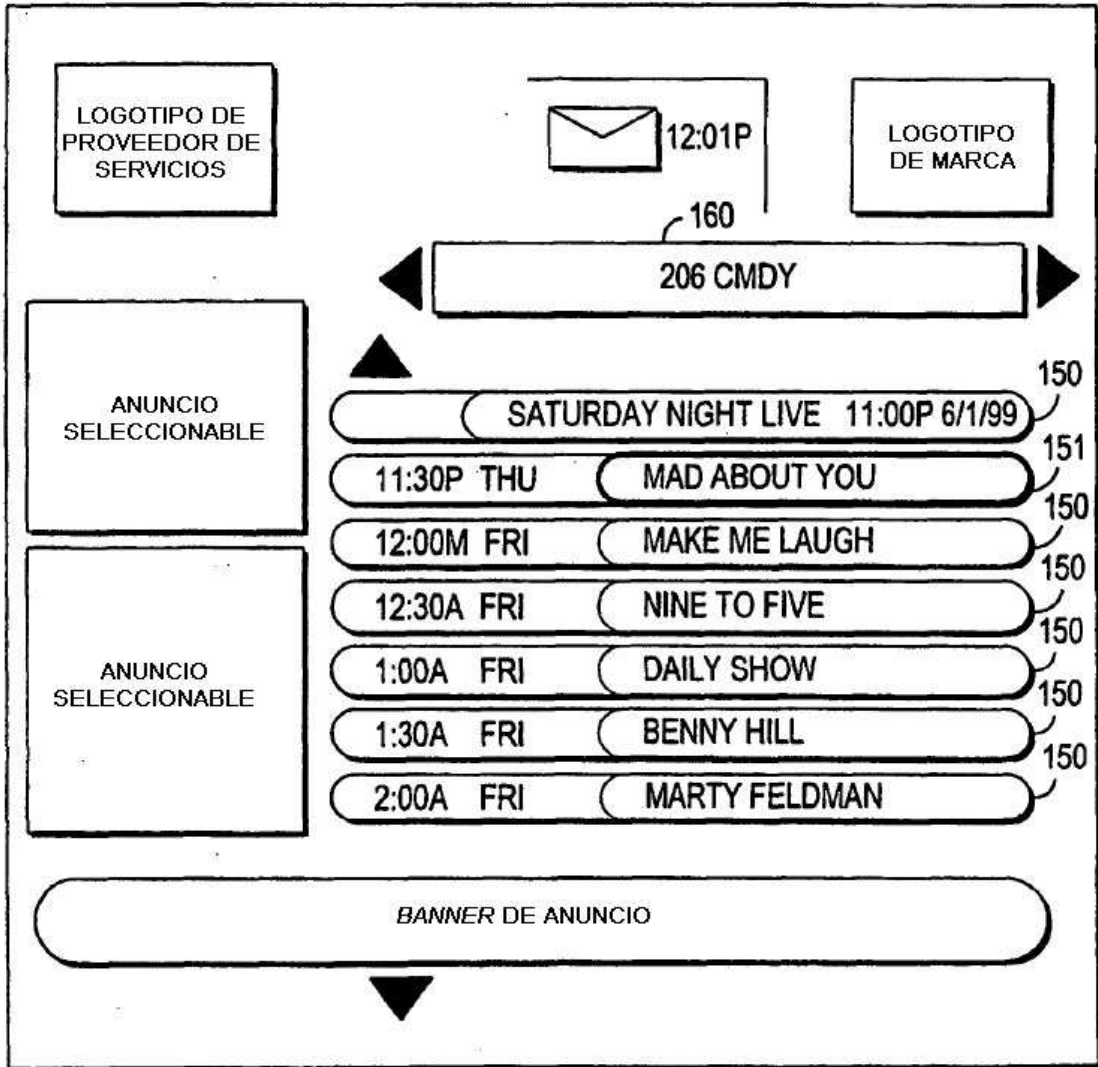 LOGOTIPO DE
PROVEEDOR DE
SERVICIOS
12:01P
LOGOTIPO
DE MARCA
160
206 CMDY
ANUNCIO
SELECCIONABLE
150
SATURDAY NIGHT LIVE 11:00P 6/1/99
151
11:30P THU MAD ABOUT YOU
150
12:00M FRI MAKE ME LAUGH
150
12:30A FRI NINE TO FIVE
150
ANUNCIO
SELECCIONABLE
1:00A FRI DAILY SHOW
150
1:30A FRI BENNY HILL
150
2:00A FRI MARTY FELDMAN
BANNER DE ANUNCIO